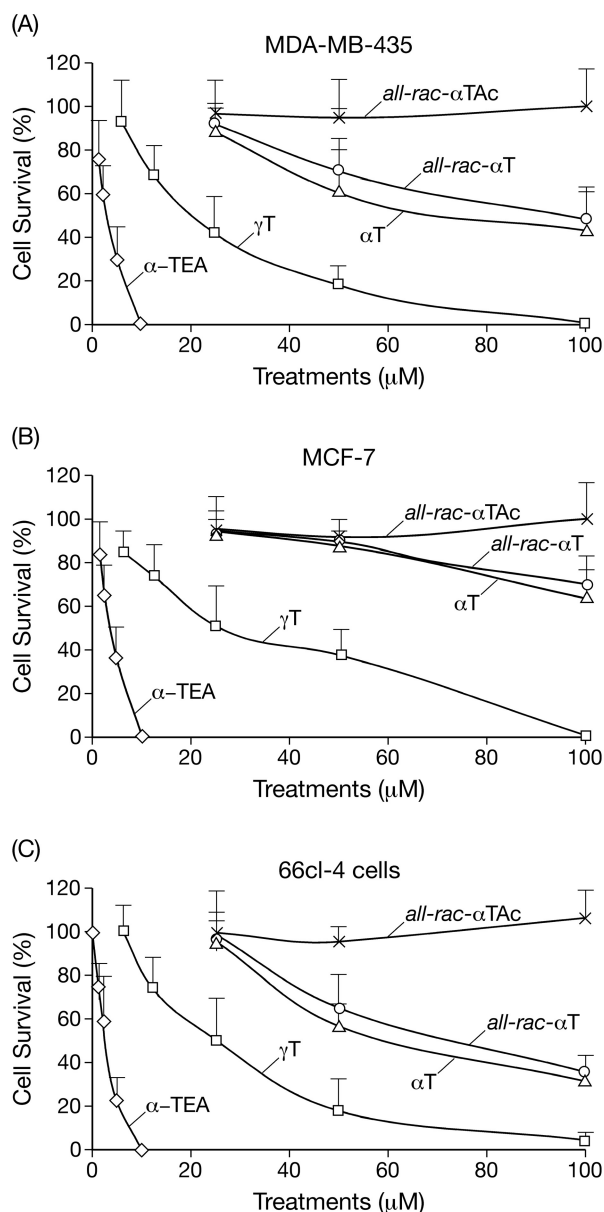 (A)
MDA-MB-435
Cell Survival (%)
120
100
80
60
40
20
0
all-rac-αTAc
all-rac-αT
αT
γT
α–TEA
0 20 40 60 80 100
Treatments (μM)
(B)
MCF-7
Cell Survival (%)
120
100
80
60
40
20
0
all-rac-αTAc
all-rac-αT
αT
γT
α–TEA
0 20 40 60 80 100
Treatments (μM)
(C)
66cl-4 cells
Cell Survival (%)
120
100
80
60
40
20
0
all-rac-αTAc
all-rac-αT
αT
γT
α–TEA
0 20 40 60 80 100
Treatments (μM)